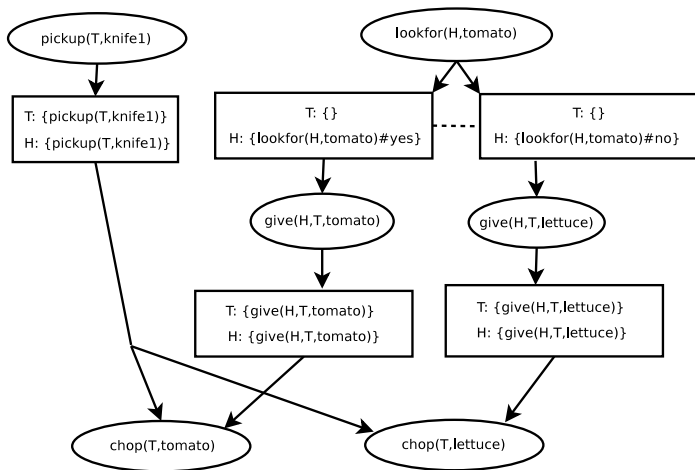 pickup(T,knife1)
lookfor(H,tomato)
T: {pickup(T,knife1)}
H: {pickup(T,knife1)}
T: {}
H: {lookfor(H,tomato)#yes}
T: {}
H: {lookfor(H,tomato)#no}
give(H,T,tomato)
give(H,T,lettuce)
T: {give(H,T,tomato)}
H: {give(H,T,tomato)}
T: {give(H,T,lettuce)}
H: {give(H,T,lettuce)}
chop(T,tomato)
chop(T,lettuce)